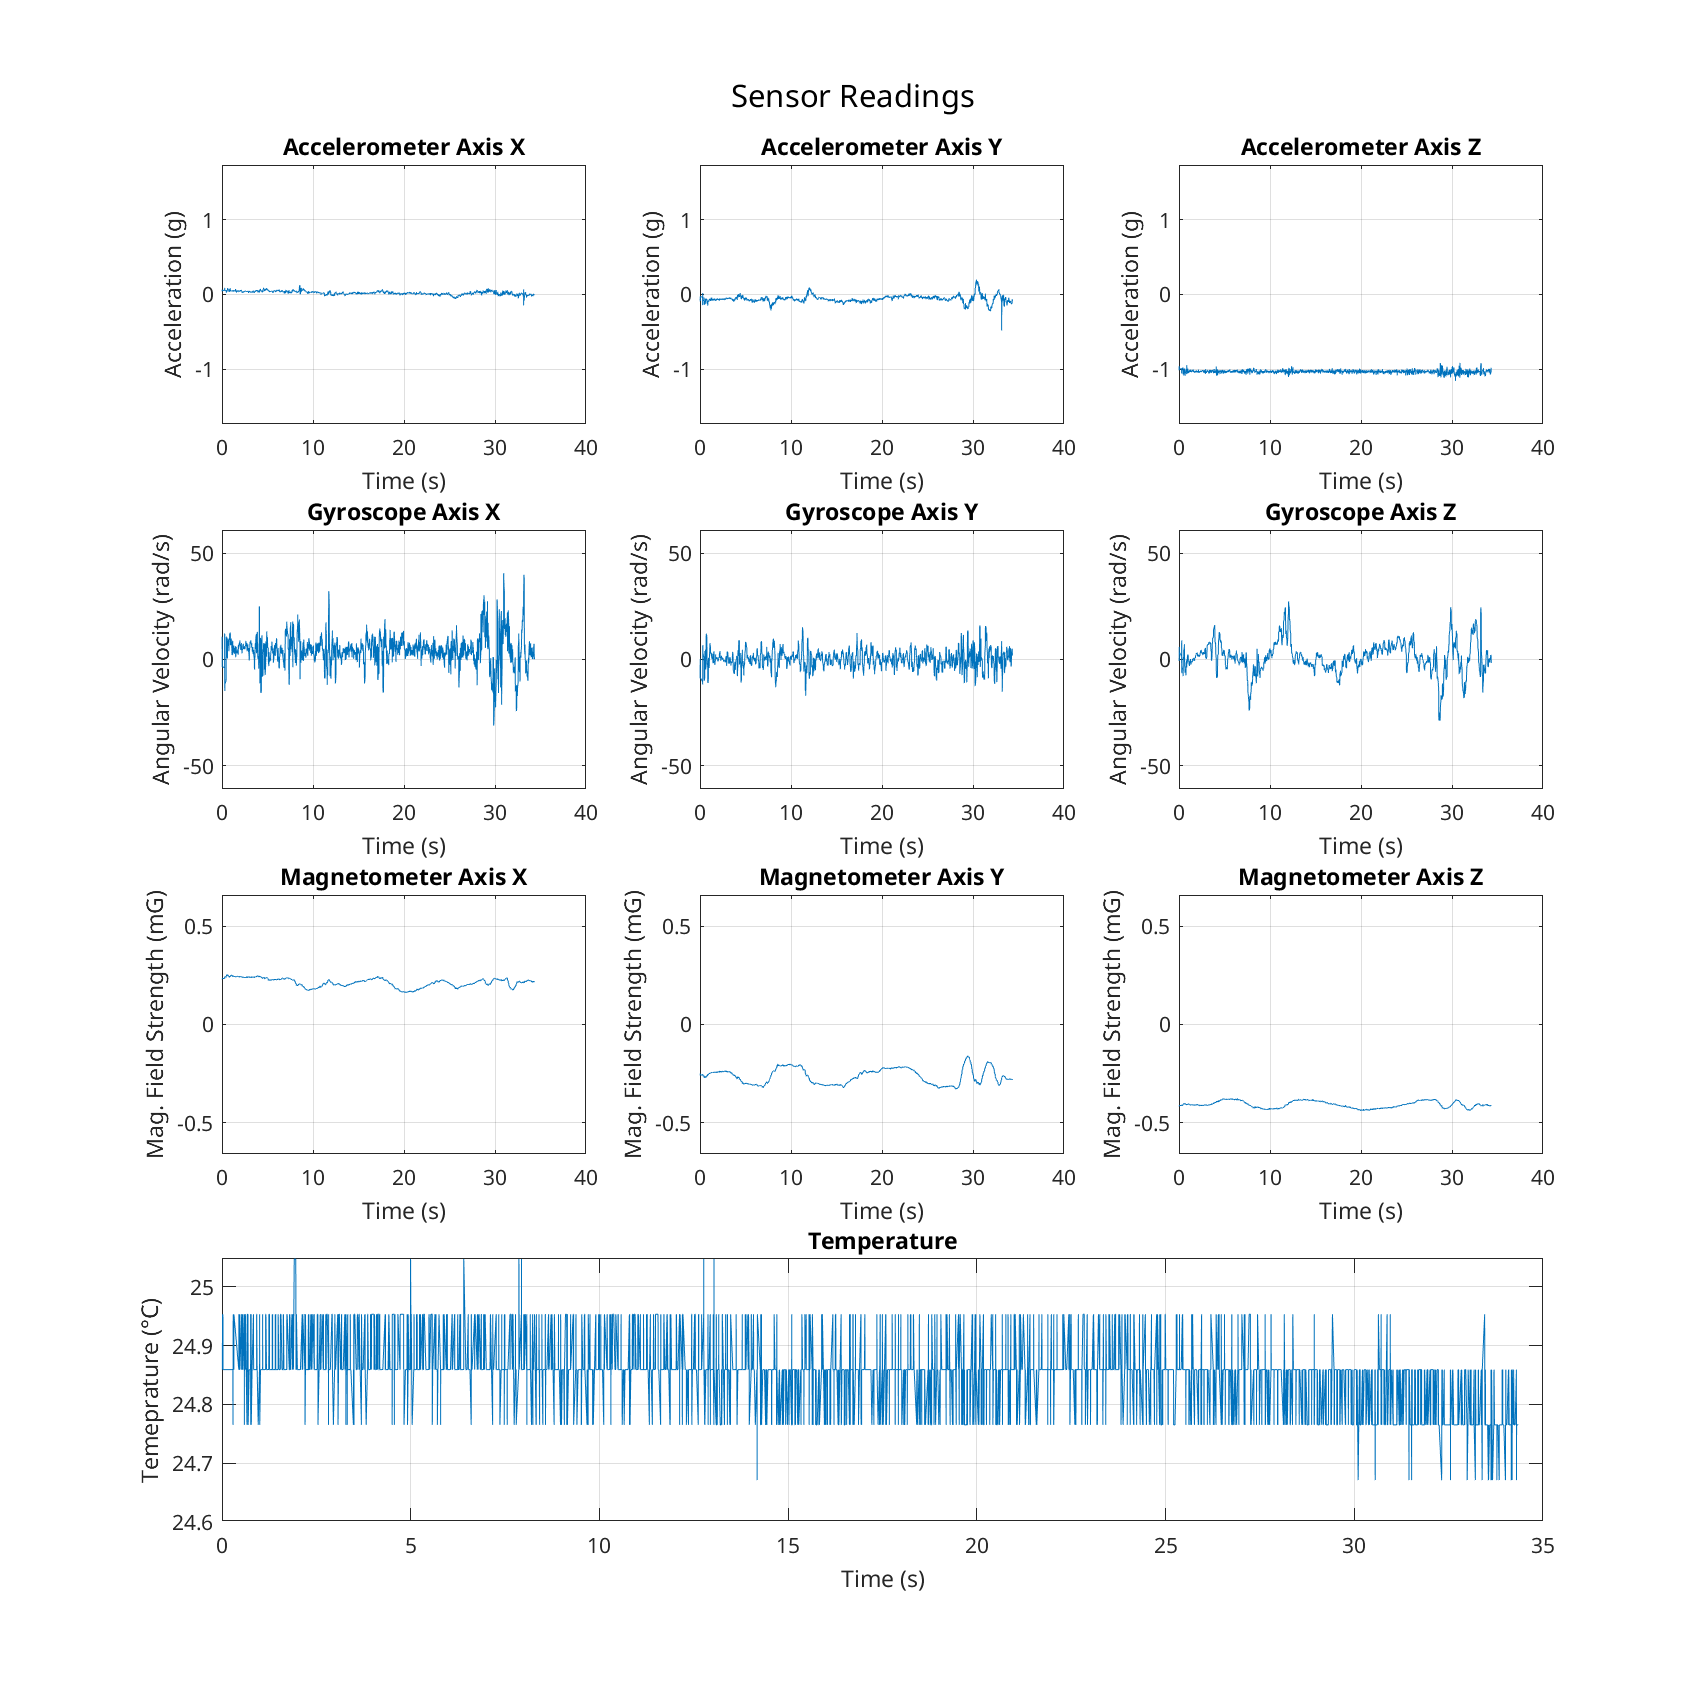 Sensor Readings
Accelerometer Axis X
Accelerometer Axis Y
Accelerometer Axis Z
Acceleration (g)
1
0
-1
0 10 20 30 40
Time (s)
Acceleration (g)
1
0
-1
0 10 20 30 40
Time (s)
Acceleration (g)
1
0
-1
0 10 20 30 40
Time (s)
Gyroscope Axis X
Gyroscope Axis Y
Gyroscope Axis Z
Angular Velocity (rad/s)
50
0
-50
0 10 20 30 40
Time (s)
Angular Velocity (rad/s)
50
0
-50
0 10 20 30 40
Time (s)
Angular Velocity (rad/s)
50
0
-50
0 10 20 30 40
Time (s)
Magnetometer Axis X
Magnetometer Axis Y
Magnetometer Axis Z
Mag. Field Strength (mG)
0.5
0
-0.5
0 10 20 30 40
Time (s)
Mag. Field Strength (mG)
0.5
0
-0.5
0 10 20 30 40
Time (s)
Mag. Field Strength (mG)
0.5
0
-0.5
0 10 20 30 40
Time (s)
Temperature
Temeprature (°C)
25
24.9
24.8
24.7
24.6
0 5 10 15 20 25 30 35
Time (s)